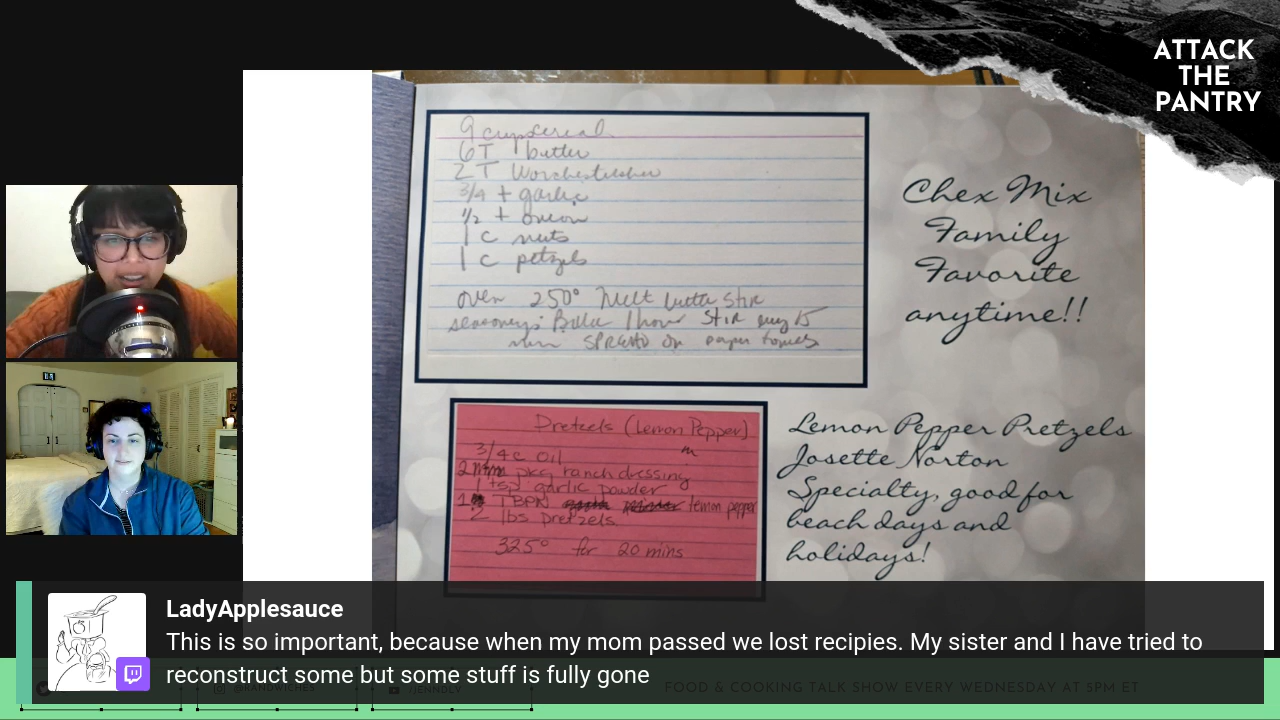 ATTACK
THE
PANTRY
9 cups cereal
6 T butter
2 T Worchestershire
3/4 t garlic
1/2 t onion
1 c nuts
1 c petzels
oven 250° Melt butter stir
seasonings Bake 1 hour Stir every 15
min SPREAD on paper towels
Chex Mix
Family
Favorite
anytime!!
Pretzels (Lemon Pepper)
3/4 c oil
2 pkg ranch dressing
1 tsp garlic powder
1 TBPN lemon pepper
2 lbs pretzels
325° for 20 mins
Lemon Pepper Pretzels
Josette Norton
Specialty, good for
beach days and
holidays!
LadyApplesauce
This is so important, because when my mom passed we lost recipies. My sister and I have tried to
reconstruct some but some stuff is fully gone
FOOD & COOKING TALK SHOW EVERY WEDNESDAY AT 5PM ET